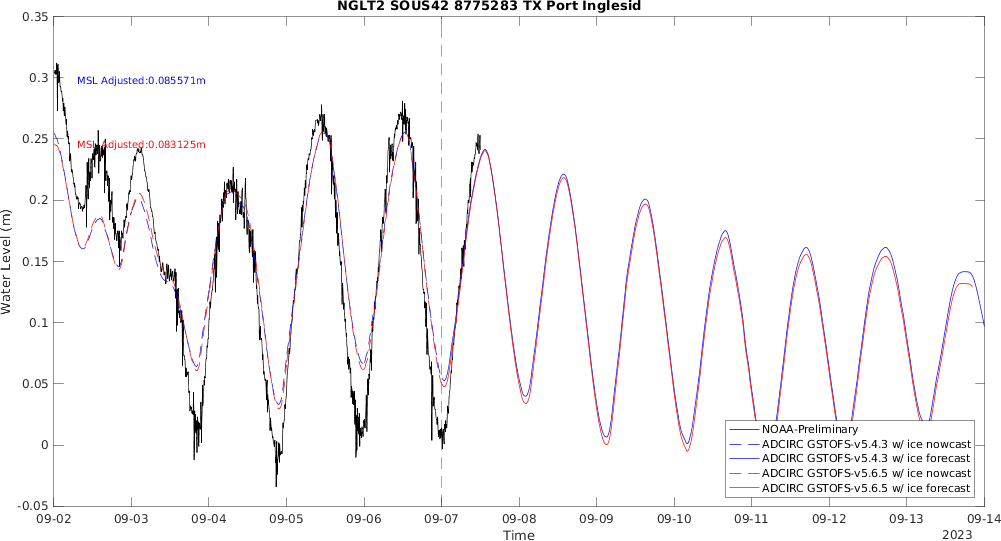 NGLT2 SOUS42 8775283 TX Port Inglesid
0.35
0.3
0.25
0.2
0.15
0.1
0.05
0
-0.05
Water Level (m)
MSL Adjusted:0.085571m
MSL Adjusted:0.083125m
NOAA-Preliminary
ADCIRC GSTOFS-v5.4.3 w/ ice nowcast
ADCIRC GSTOFS-v5.4.3 w/ ice forecast
ADCIRC GSTOFS-v5.6.5 w/ ice nowcast
ADCIRC GSTOFS-v5.6.5 w/ ice forecast
09-02 09-03 09-04 09-05 09-06 09-07 09-08 09-09 09-10 09-11 09-12 09-13 09-14
Time
2023